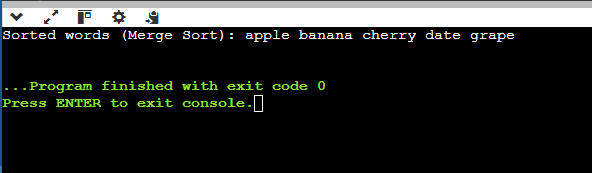 Sorted words (Merge Sort): apple banana cherry date grape
...Program finished with exit code 0
Press ENTER to exit console.